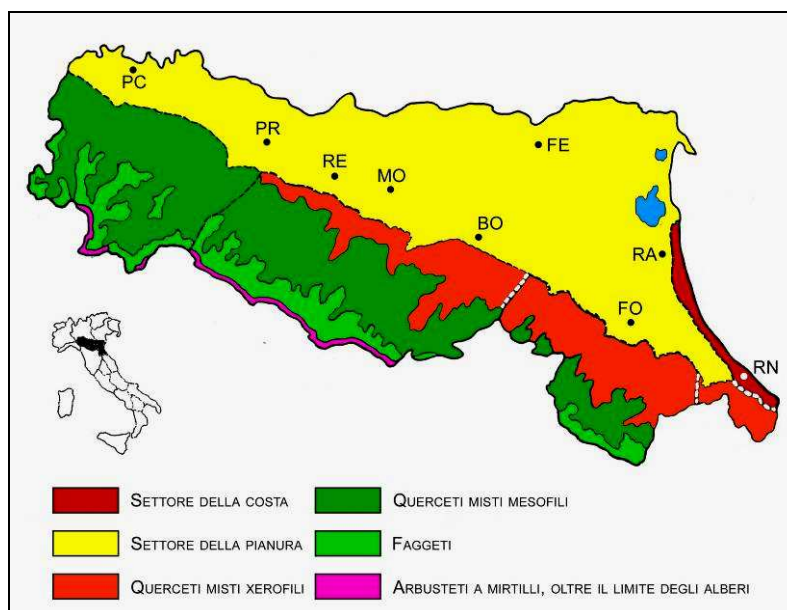 PC
PR
RE
MO
FE
BO
RA
FO
RN
SETTORE DELLA COSTA
QUERCETI MISTI MESOFILI
SETTORE DELLA PIANURA
FAGGETI
QUERCETI MISTI XEROFILI
ARBUSTETI A MIRTILLI, OLTRE IL LIMITE DEGLI ALBERI